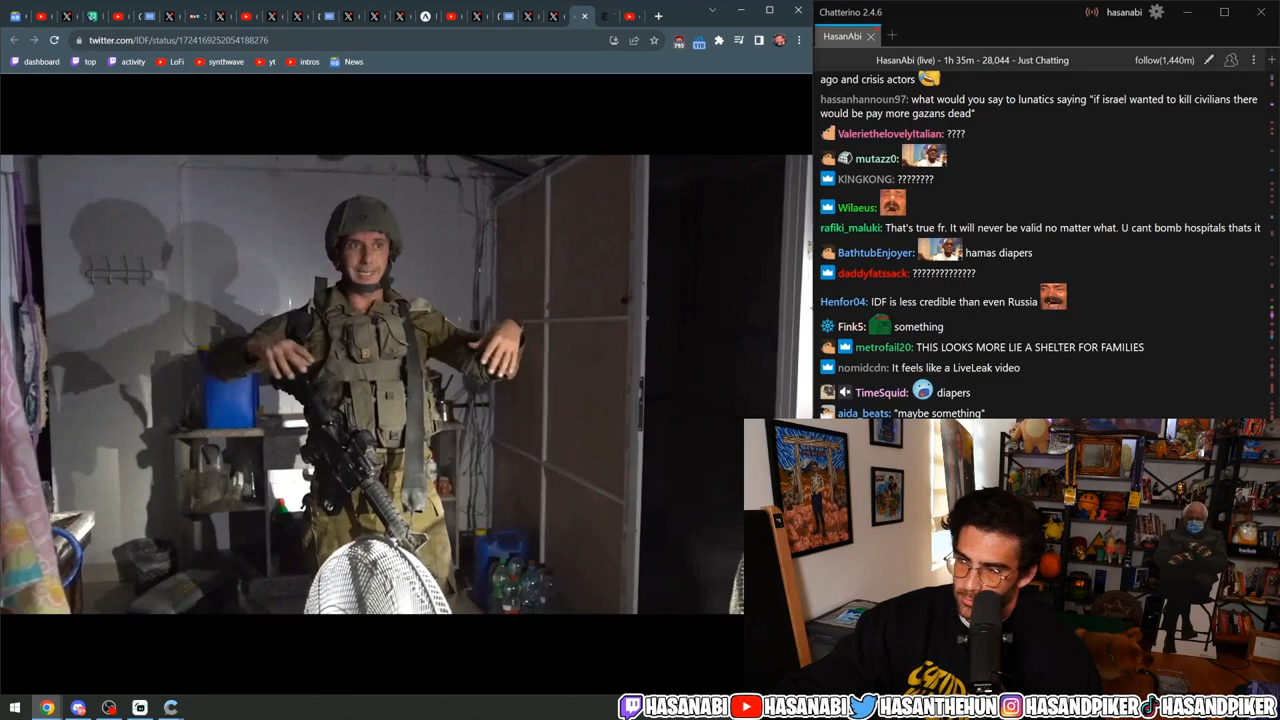 Chatterino 2.4.6
hasanabi
twitter.com/IDF/status/1724169252054188276
793
HasanAbi
dashboard
top
activity
LoFi
synthwave
yt
intros
News
HasanAbi (live) - 1h 35m - 28,044 - Just Chatting
follow(1,440m)
ago and crisis actors
hassanhannoun97: what would you say to lunatics saying "if israel wanted to kill civilians there
would be pay more gazans dead"
ValeriethelovelyItalian: ????
mutazz0:
KINGKONG: ????????
Wilaeus:
rafiki_maluki: That's true fr. It will never be valid no matter what. U cant bomb hospitals thats it
BathtubEnjoyer: hamas diapers
daddyfatssack: ??????????????
Henfor04: IDF is less credible than even Russia
Fink5: something
metrofail20: THIS LOOKS MORE LIE A SHELTER FOR FAMILIES
nomidcdn: It feels like a LiveLeak video
TimeSquid: diapers
aida_beats: "maybe something"
HASANABI HASANABI HASANTHEHUN HASANDPIKER HASANDPIKER